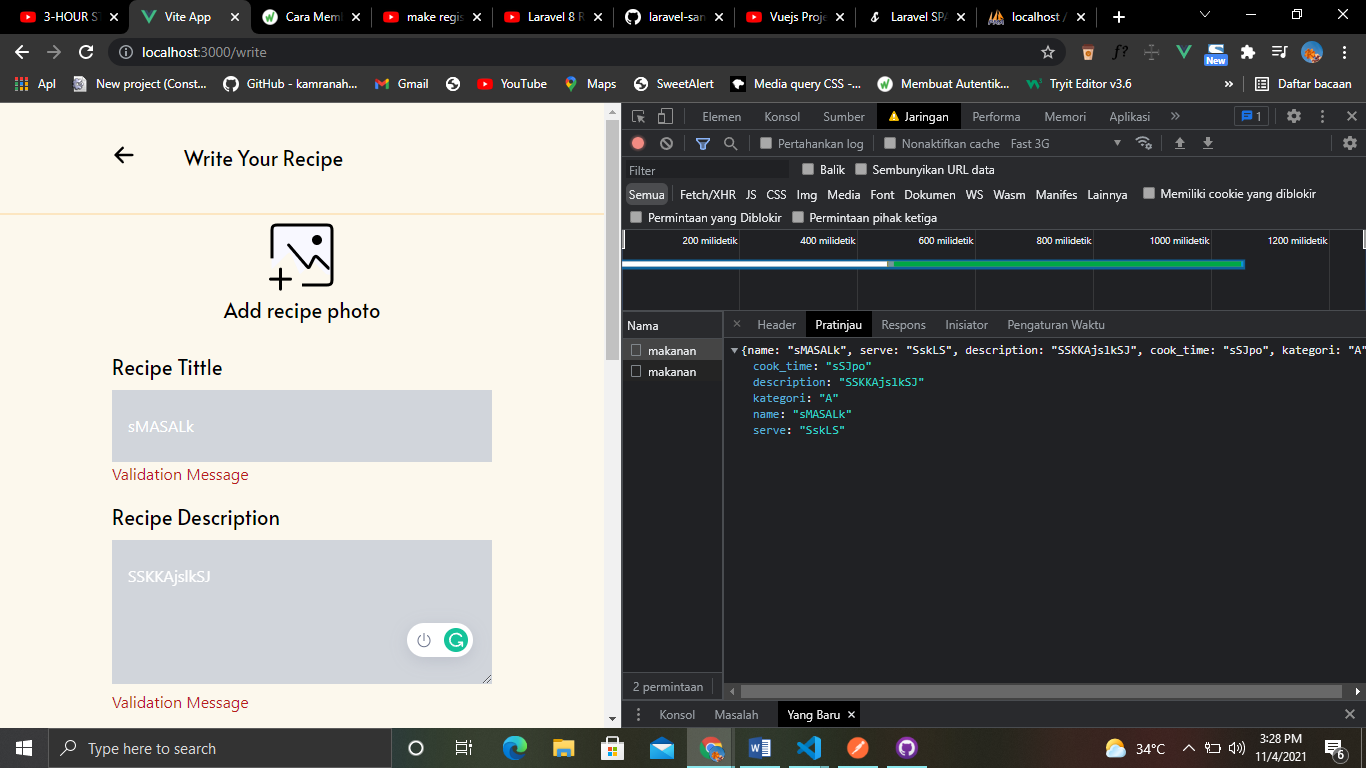 3-HOUR ST
Vite App
Cara Memb
make regis
Laravel 8 R
laravel-san
Vuejs Proje
Laravel SPA
localhost /
localhost:3000/write
f?
New
Apl
New project (Const...
GitHub - kamranah...
Gmail
YouTube
Maps
SweetAlert
Media query CSS -...
Membuat Autentik...
Tryit Editor v3.6
»
Daftar bacaan
Write Your Recipe
Add recipe photo
Recipe Tittle
sMASALk
Validation Message
Recipe Description
SSKKAjslkSJ
Validation Message
Elemen
Konsol
Sumber
Jaringan
Performa
Memori
Aplikasi
»
1
Pertahankan log
Nonaktifkan cache
Fast 3G
Filter
Balik
Sembunyikan URL data
Semua
Fetch/XHR
JS
CSS
Img
Media
Font
Dokumen
WS
Wasm
Manifes
Lainnya
Memiliki cookie yang diblokir
Permintaan yang Diblokir
Permintaan pihak ketiga
200 milidetik
400 milidetik
600 milidetik
800 milidetik
1000 milidetik
1200 milidetik
Nama
makanan
makanan
2 permintaan
Header
Pratinjau
Respons
Inisiator
Pengaturan Waktu
{name: "sMASALk", serve: "SskLS", description: "SSKKAjslkSJ", cook_time: "sSJpo", kategori: "A"
cook_time: "sSJpo"
description: "SSKKAjslkSJ"
kategori: "A"
name: "sMASALk"
serve: "SskLS"
Konsol
Masalah
Yang Baru
Type here to search
34°C
3:28 PM
11/4/2021
6